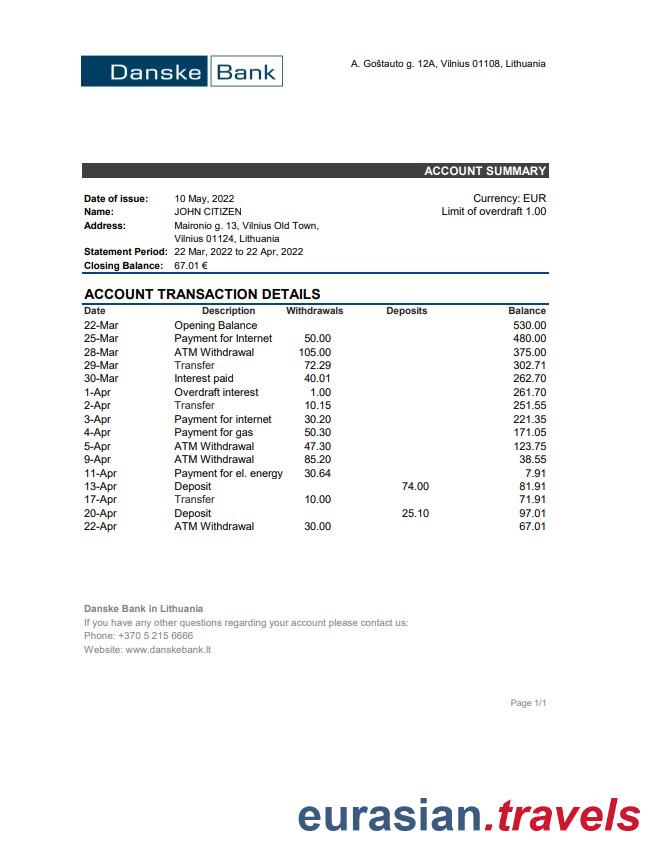 Danske Bank
A. Goštauto g. 12A, Vilnius 01108, Lithuania
ACCOUNT SUMMARY
Date of issue: 10 May, 2022 Currency: EUR
Name: JOHN CITIZEN Limit of overdraft 1.00
Address: Maironio g. 13, Vilnius Old Town,
Vilnius 01124, Lithuania
Statement Period: 22 Mar, 2022 to 22 Apr, 2022
Closing Balance: 67.01 €
ACCOUNT TRANSACTION DETAILS
Date Description Withdrawals Deposits Balance
22-Mar Opening Balance 530.00
25-Mar Payment for Internet 50.00 480.00
28-Mar ATM Withdrawal 105.00 375.00
29-Mar Transfer 72.29 302.71
30-Mar Interest paid 40.01 262.70
1-Apr Overdraft interest 1.00 261.70
2-Apr Transfer 10.15 251.55
3-Apr Payment for internet 30.20 221.35
4-Apr Payment for gas 50.30 171.05
5-Apr ATM Withdrawal 47.30 123.75
9-Apr ATM Withdrawal 85.20 38.55
11-Apr Payment for el. energy 30.64 7.91
13-Apr Deposit 74.00 81.91
17-Apr Transfer 10.00 71.91
20-Apr Deposit 25.10 97.01
22-Apr ATM Withdrawal 30.00 67.01
Danske Bank in Lithuania
If you have any other questions regarding your account please contact us:
Phone: +370 5 215 6666
Website: www.danskebank.lt
Page 1/1
eurasian.travels